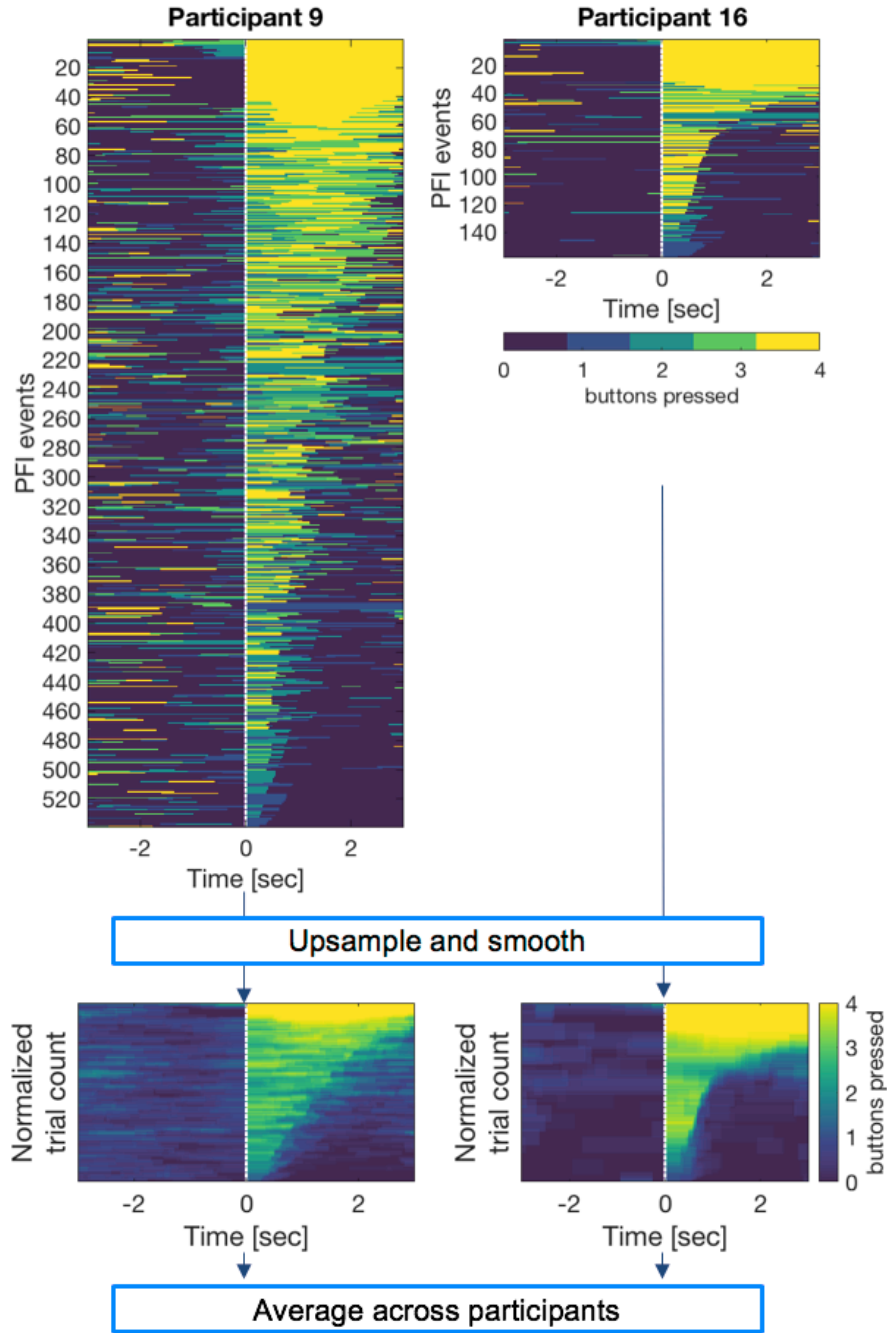 Participant 9
Participant 16
PFI events
20
40
60
80
100
120
140
160
180
200
220
240
260
280
300
320
340
360
380
400
420
440
460
480
500
520
-2 0 2
Time [sec]
PFI events
20
40
60
80
100
120
140
-2 0 2
Time [sec]
0 1 2 3 4
buttons pressed
Upsample and smooth
Normalized
trial count
-2 0 2
Time [sec]
Normalized
trial count
-2 0 2
Time [sec]
4
3
2
1
0
buttons pressed
Average across participants